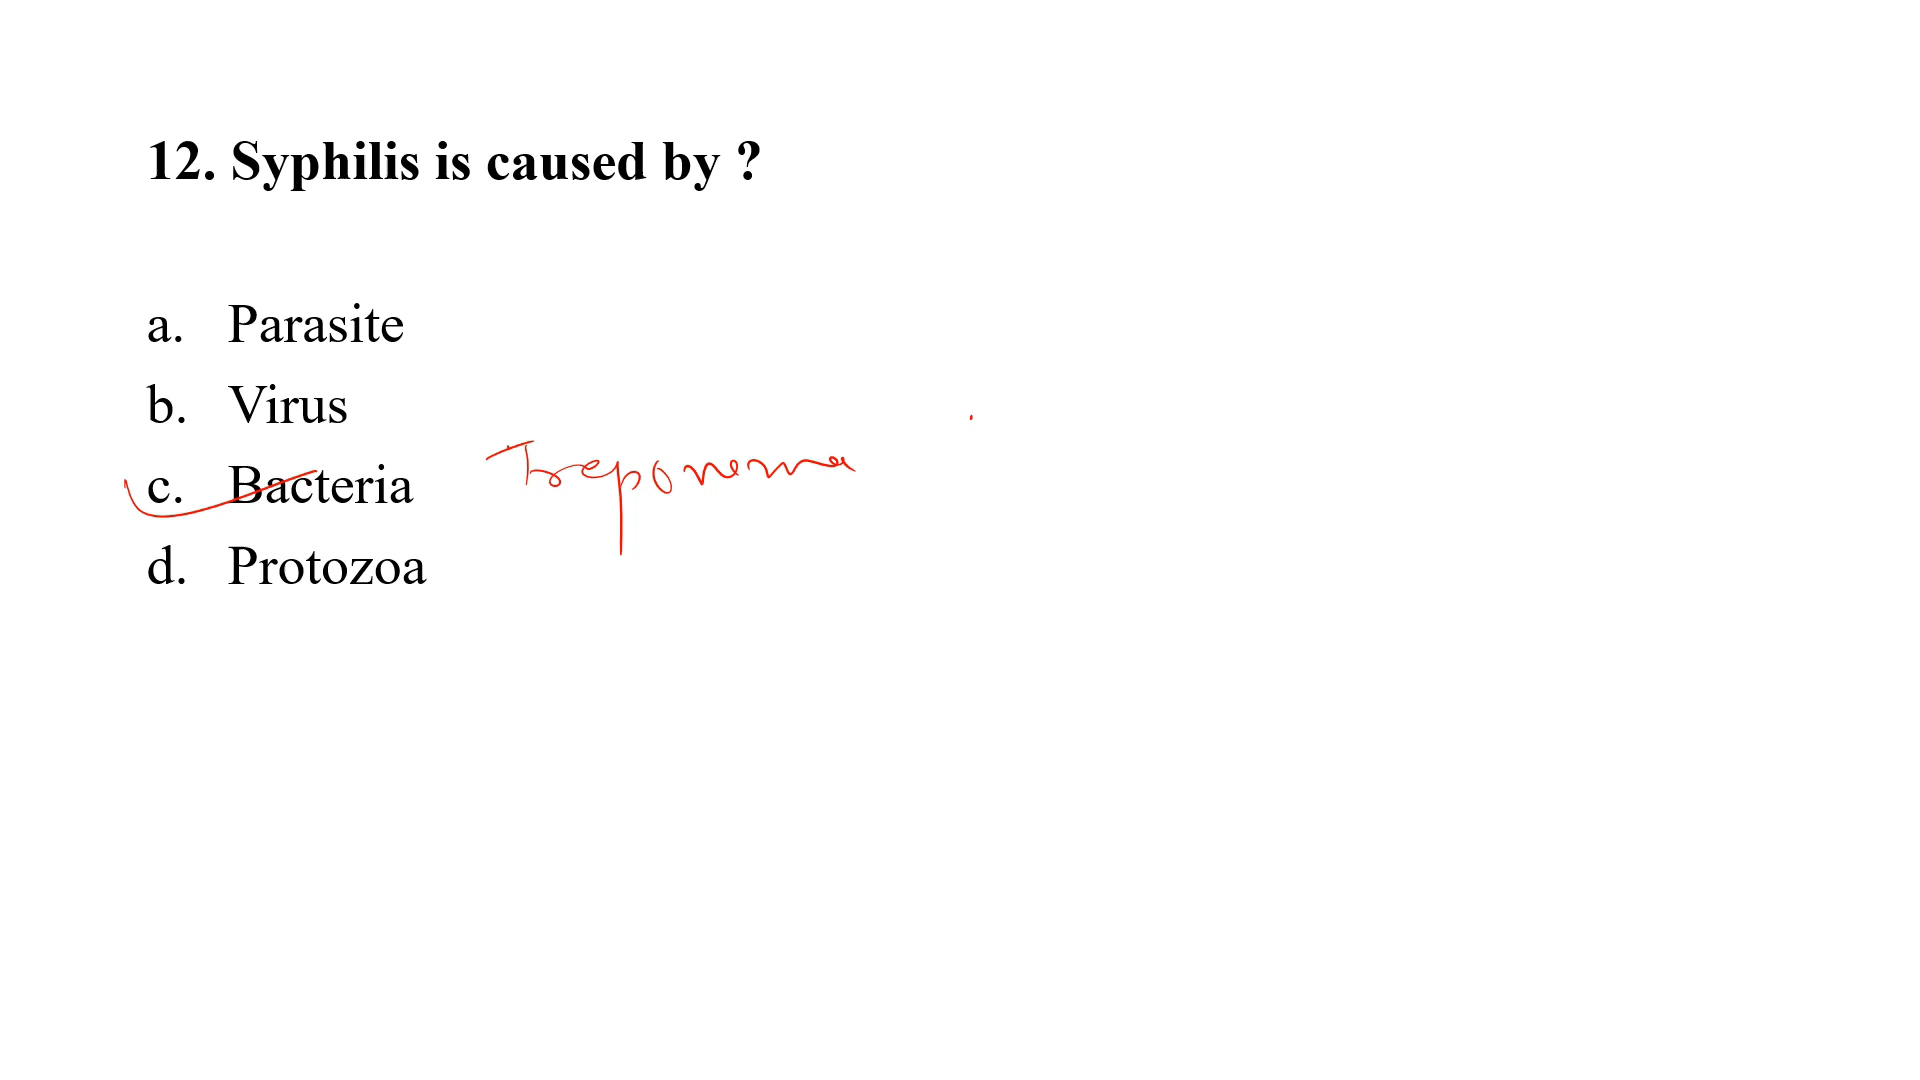 12. Syphilis is caused by ?
a. Parasite
b. Virus
c. Bacteria Treponema
d. Protozoa